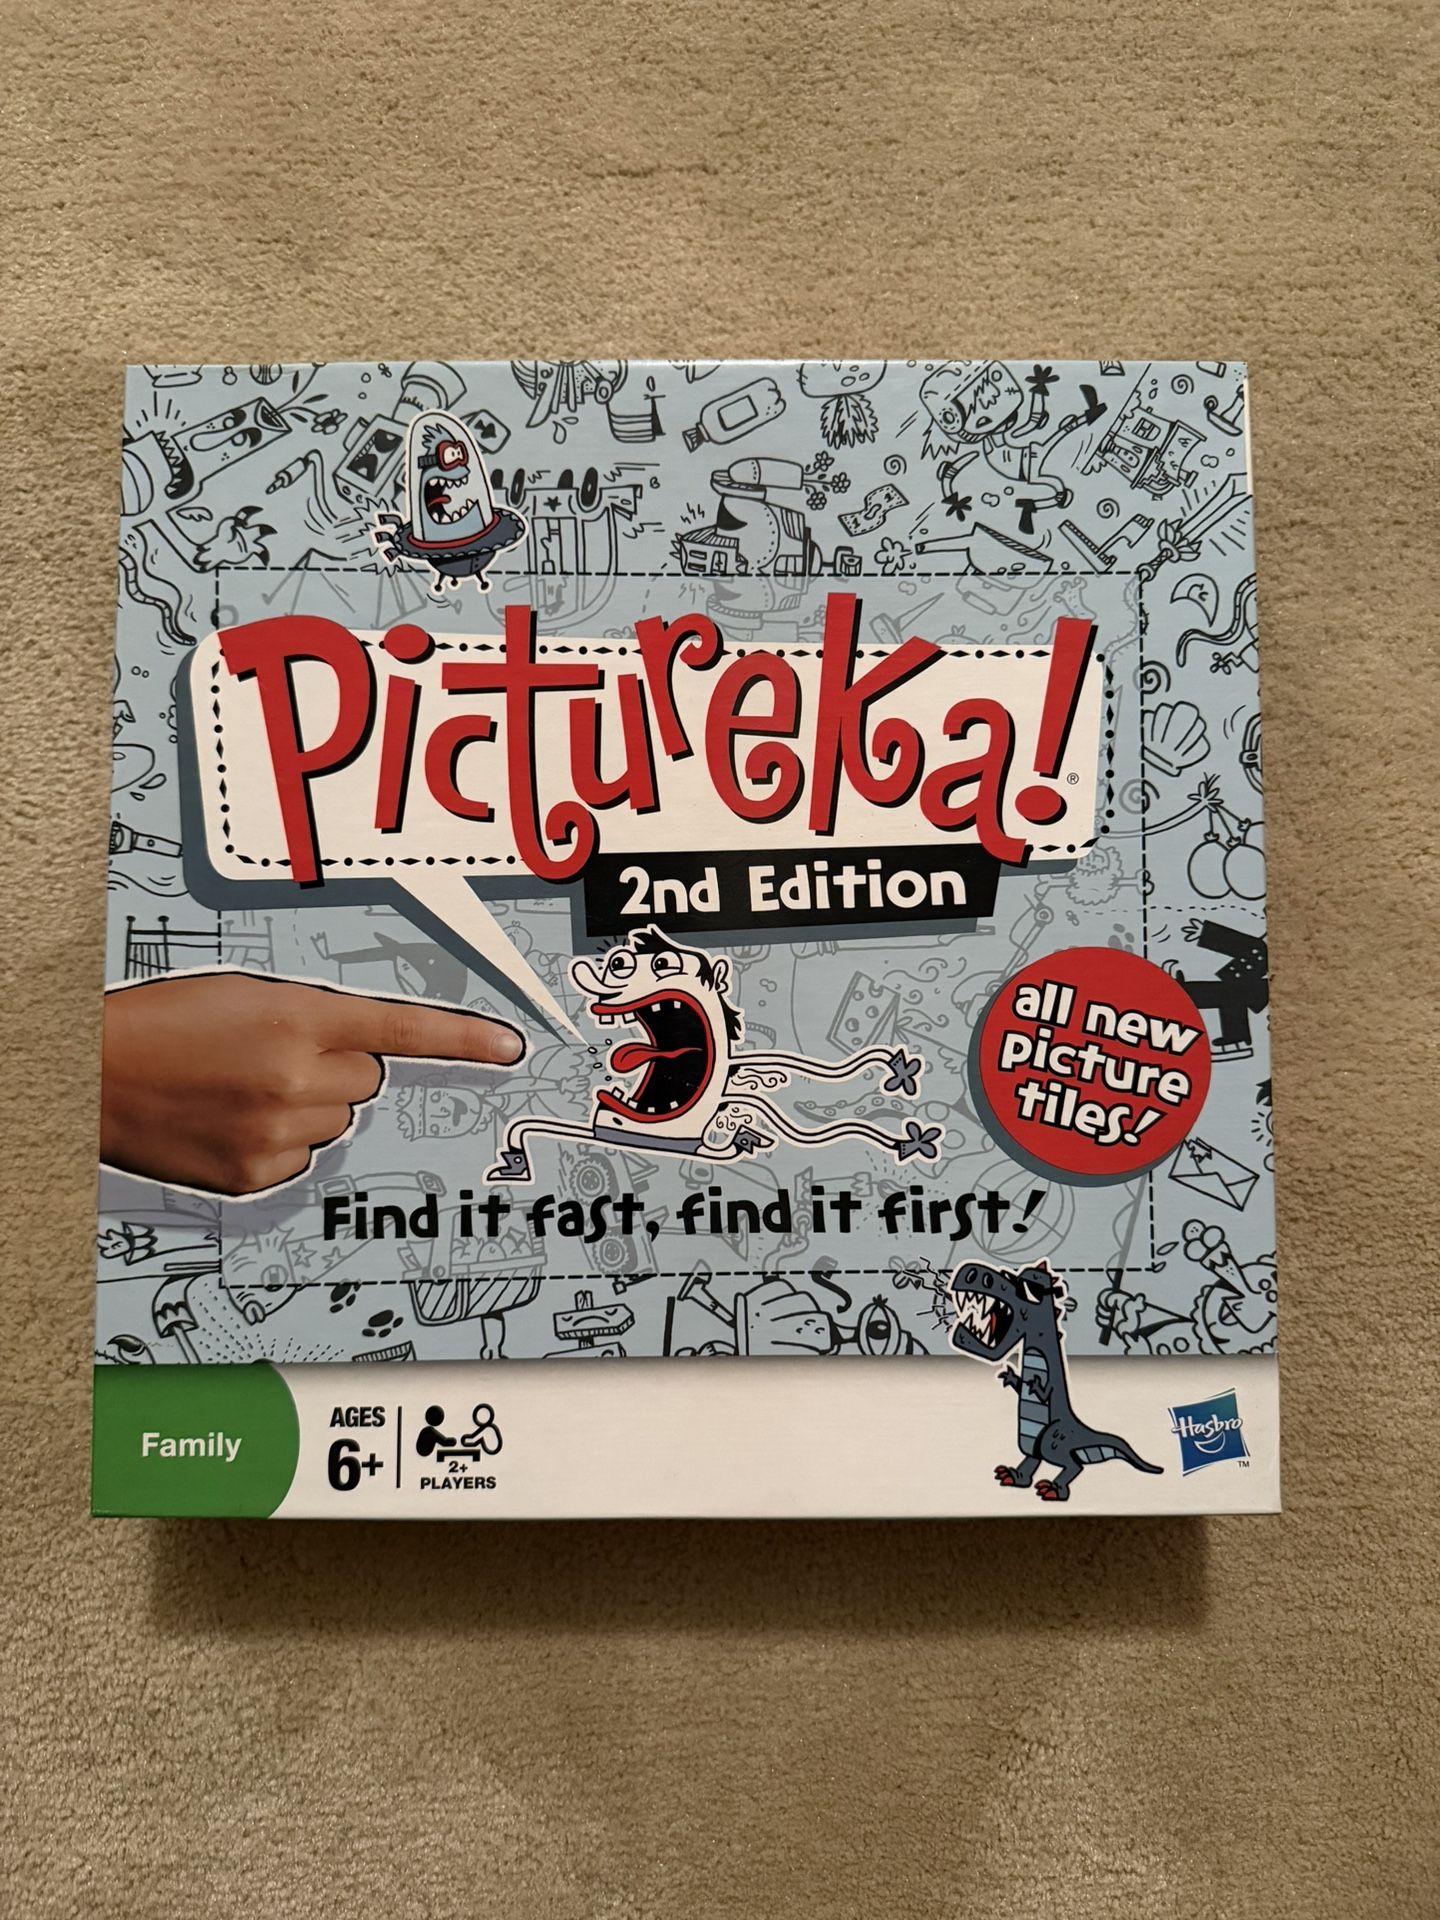 Pictureka!®
2nd Edition
all new
picture
tiles!
Find it fast, find it first!
Family
AGES
6+
2+
PLAYERS
Hasbro
TM